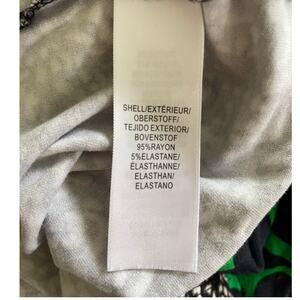 SHELL/EXTÉRIEUR/
OBERSTOFF/
TEJIDO EXTERIOR/
BOVENSTOF
95%RAYON
5%ELASTANE/
ÉLASTHANNE/
ELASTHAN/
ELASTANO